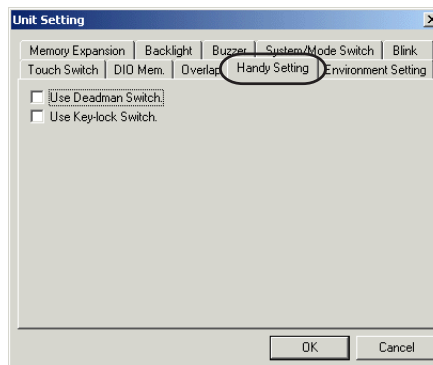 Unit Setting
Memory Expansion Backlight Buzzer System/Mode Switch Blink
Touch Switch DIO Mem. Overlap Handy Setting Environment Setting
Use Deadman Switch.
Use Key-lock Switch.
OK Cancel